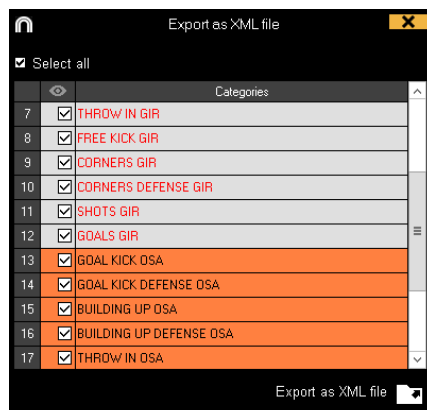 Export as XML file
Select all
Categories
7 THROW IN GIR
8 FREE KICK GIR
9 CORNERS GIR
10 CORNERS DEFENSE GIR
11 SHOTS GIR
12 GOALS GIR
13 GOAL KICK OSA
14 GOAL KICK DEFENSE OSA
15 BUILDING UP OSA
16 BUILDING UP DEFENSE OSA
17 THROW IN OSA
Export as XML file